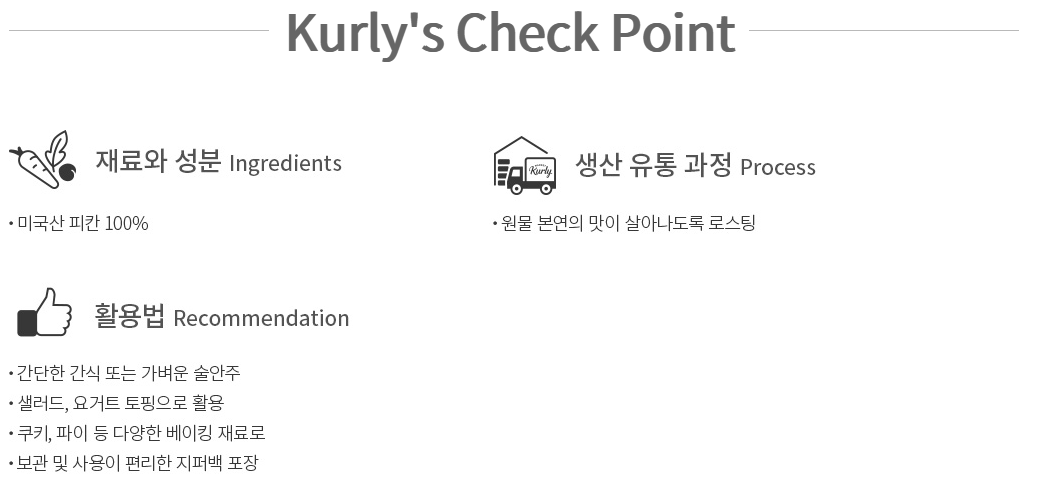 Kurly's Check Point
재료와 성분 Ingredients
• 미국산 피칸 100%
Kurly
생산 유통 과정 Process
• 원물 본연의 맛이 살아나도록 로스팅
활용법 Recommendation
• 간단한 간식 또는 가벼운 술안주
• 샐러드, 요거트 토핑으로 활용
• 쿠키, 파이 등 다양한 베이킹 재료로
• 보관 및 사용이 편리한 지퍼백 포장